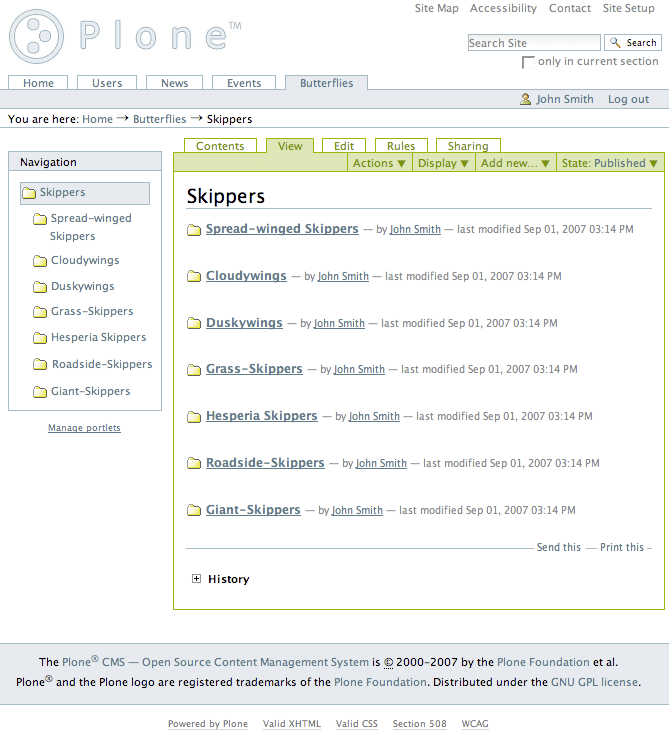 Site Map Accessibility Contact Site Setup
Plone™
Search Site Search
only in current section
Home Users News Events Butterflies
John Smith Log out
You are here: Home → Butterflies → Skippers
Navigation
Skippers
Spread-winged
Skippers
Cloudywings
Duskywings
Grass-Skippers
Hesperia Skippers
Roadside-Skippers
Giant-Skippers
Manage portlets
Contents View Edit Rules Sharing
Actions ▼ Display ▼ Add new... ▼ State: Published ▼
Skippers
Spread-winged Skippers — by John Smith — last modified Sep 01, 2007 03:14 PM
Cloudywings — by John Smith — last modified Sep 01, 2007 03:14 PM
Duskywings — by John Smith — last modified Sep 01, 2007 03:14 PM
Grass-Skippers — by John Smith — last modified Sep 01, 2007 03:14 PM
Hesperia Skippers — by John Smith — last modified Sep 01, 2007 03:14 PM
Roadside-Skippers — by John Smith — last modified Sep 01, 2007 03:14 PM
Giant-Skippers — by John Smith — last modified Sep 01, 2007 03:14 PM
Send this — Print this –
History
The Plone® CMS — Open Source Content Management System is © 2000-2007 by the Plone Foundation et al.
Plone® and the Plone logo are registered trademarks of the Plone Foundation. Distributed under the GNU GPL license.
Powered by Plone Valid XHTML Valid CSS Section 508 WCAG